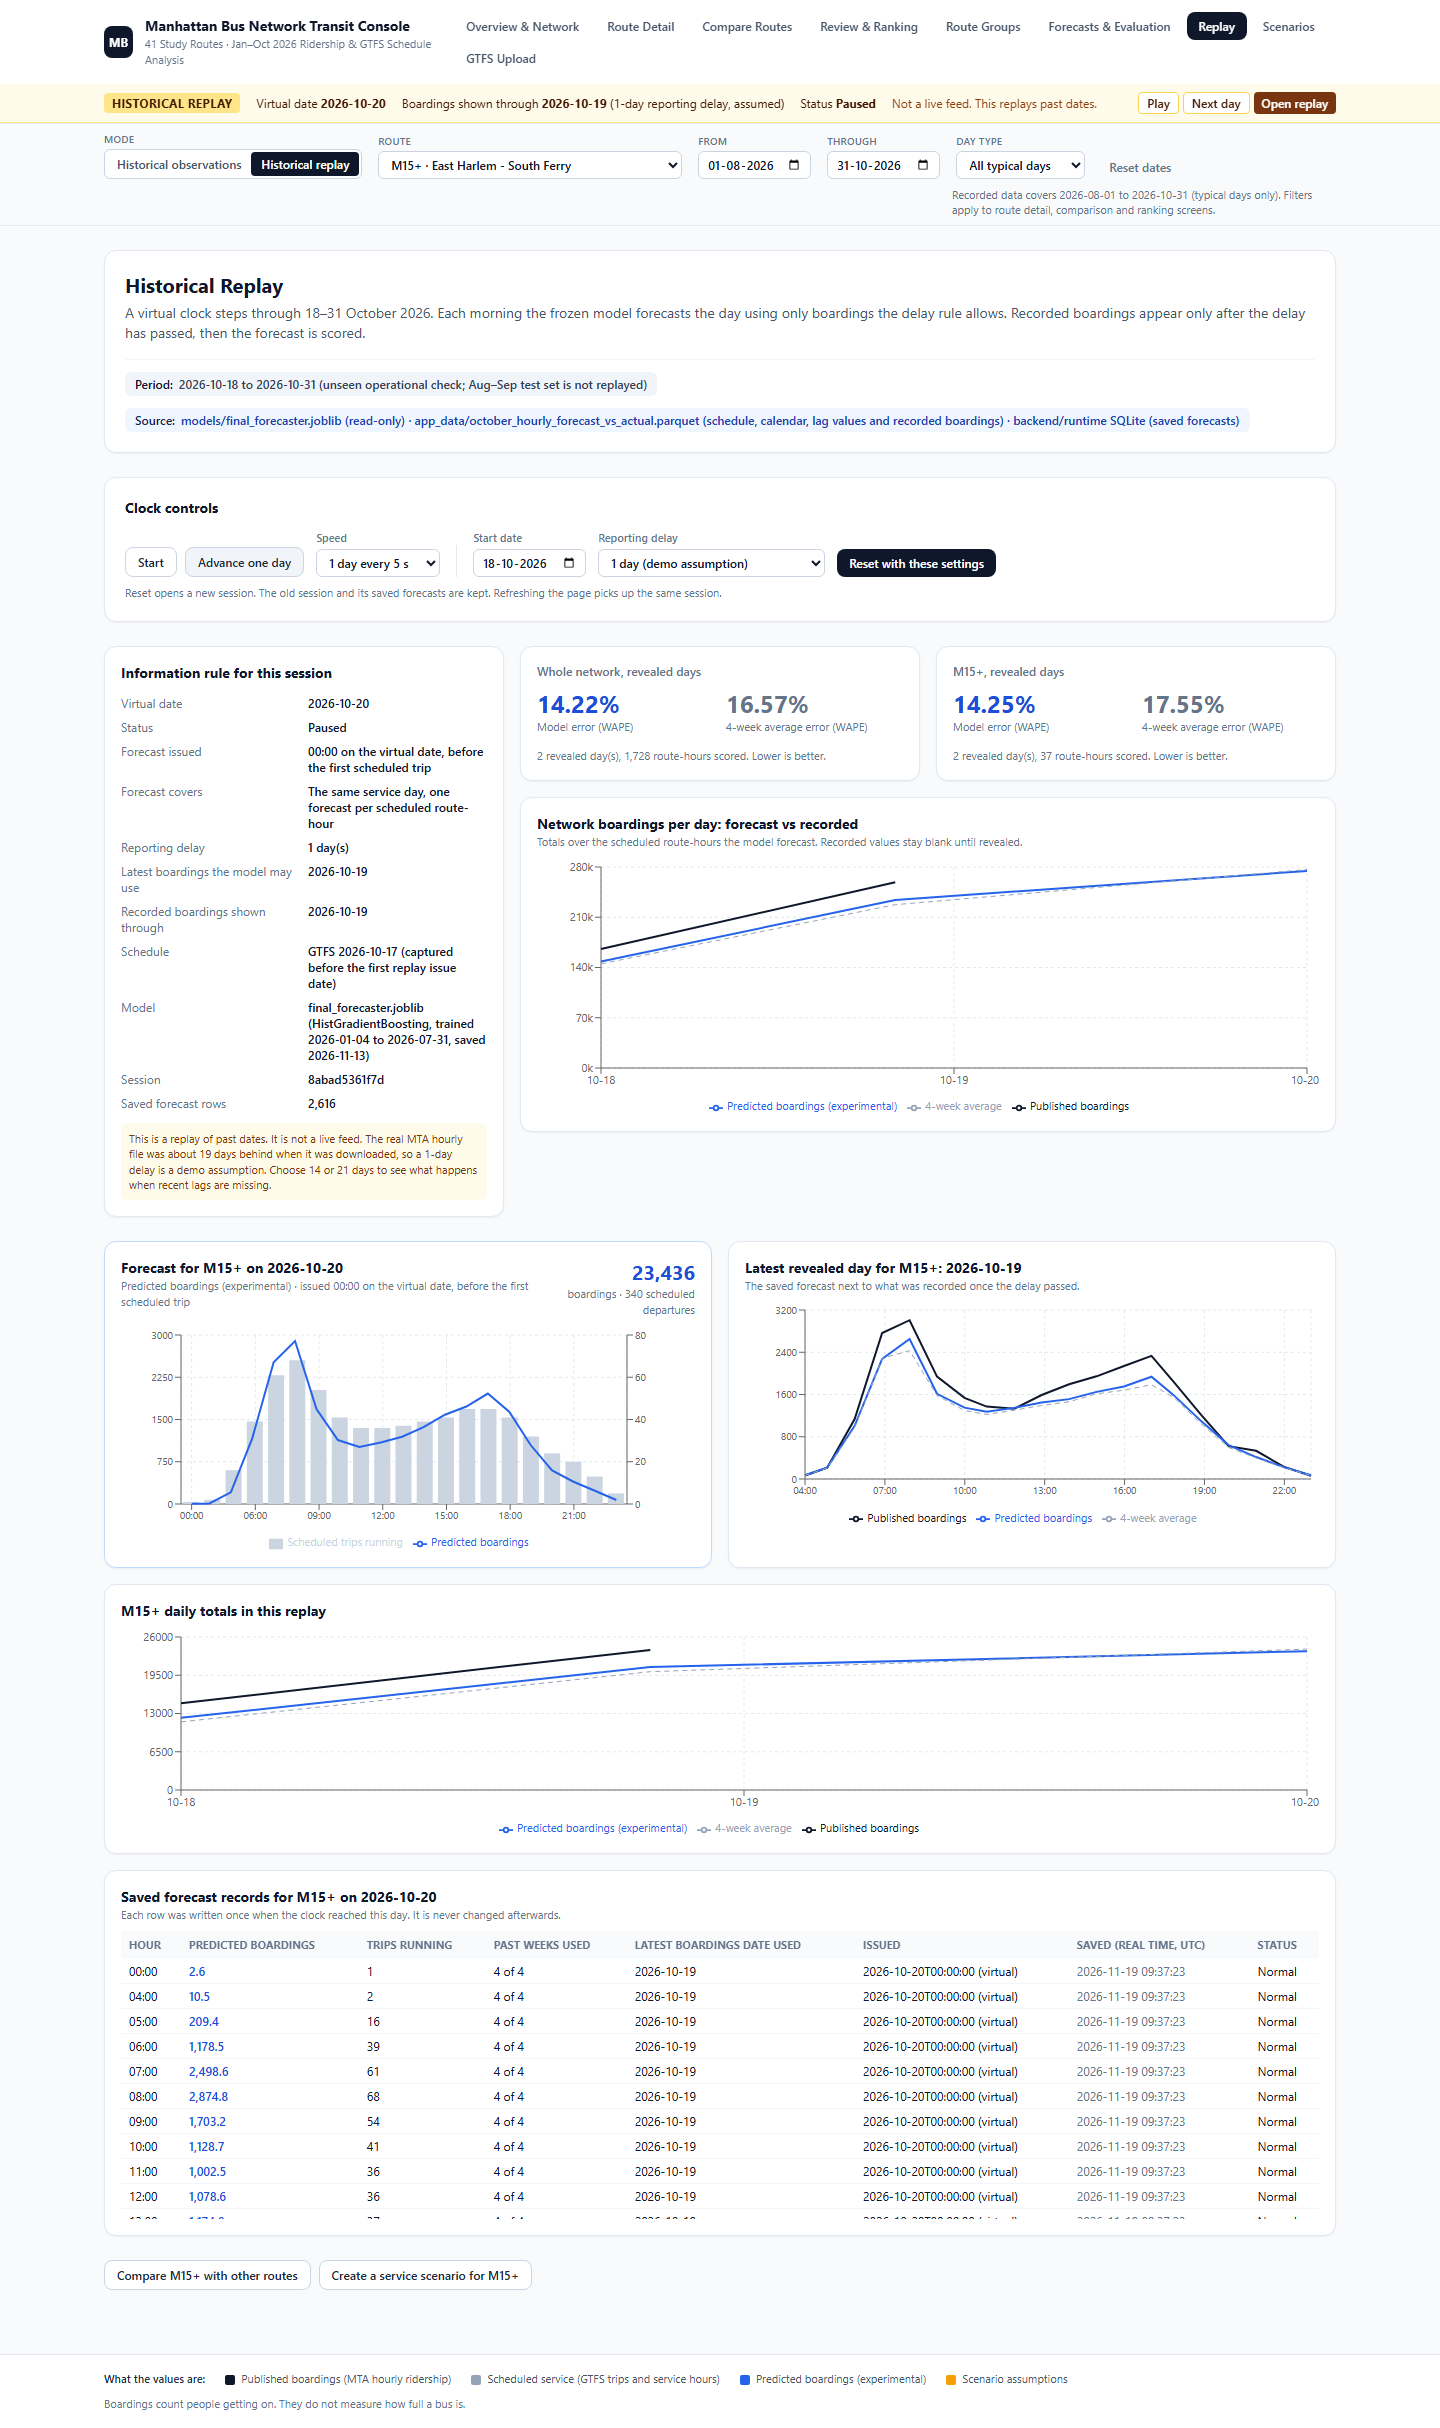 MB
Manhattan Bus Network Transit Console
41 Study Routes · Jan–Oct 2026 Ridership & GTFS Schedule
Analysis
Overview & Network
Route Detail
Compare Routes
Review & Ranking
Route Groups
Forecasts & Evaluation
Replay
Scenarios
GTFS Upload
HISTORICAL REPLAY
Virtual date 2026-10-20
Boardings shown through 2026-10-19 (1-day reporting delay, assumed)
Status Paused
Not a live feed. This replays past dates.
Play
Next day
Open replay
MODE
Historical observations
Historical replay
ROUTE
M15+ · East Harlem - South Ferry
FROM
01-08-2026
THROUGH
31-10-2026
DAY TYPE
All typical days
Reset dates
Recorded data covers 2026-08-01 to 2026-10-31 (typical days only). Filters
apply to route detail, comparison and ranking screens.
Historical Replay
A virtual clock steps through 18–31 October 2026. Each morning the frozen model forecasts the day using only boardings the delay rule allows. Recorded boardings appear only after the delay
has passed, then the forecast is scored.
Period: 2026-10-18 to 2026-10-31 (unseen operational check; Aug–Sep test set is not replayed)
Source: models/final_forecaster.joblib (read-only) · app_data/october_hourly_forecast_vs_actual.parquet (schedule, calendar, lag values and recorded boardings) · backend/runtime SQLite (saved forecasts)
Clock controls
Start
Advance one day
Speed
1 day every 5 s
Start date
18-10-2026
Reporting delay
1 day (demo assumption)
Reset with these settings
Reset opens a new session. The old session and its saved forecasts are kept. Refreshing the page picks up the same session.
Information rule for this session
Virtual date 2026-10-20
Status Paused
Forecast issued 00:00 on the virtual date, before
the first scheduled trip
Forecast covers The same service day, one
forecast per scheduled route-
hour
Reporting delay 1 day(s)
Latest boardings the model may 2026-10-19
use
Recorded boardings shown 2026-10-19
through
Schedule GTFS 2026-10-17 (captured
before the first replay issue
date)
Model final_forecaster.joblib
(HistGradientBoosting, trained
2026-01-04 to 2026-07-31, saved
2026-11-13)
Session 8abad5361f7d
Saved forecast rows 2,616
This is a replay of past dates. It is not a live feed. The real MTA hourly
file was about 19 days behind when it was downloaded, so a 1-day
delay is a demo assumption. Choose 14 or 21 days to see what happens
when recent lags are missing.
Whole network, revealed days
14.22% 16.57%
Model error (WAPE) 4-week average error (WAPE)
2 revealed day(s), 1,728 route-hours scored. Lower is better.
M15+, revealed days
14.25% 17.55%
Model error (WAPE) 4-week average error (WAPE)
2 revealed day(s), 37 route-hours scored. Lower is better.
Network boardings per day: forecast vs recorded
Totals over the scheduled route-hours the model forecast. Recorded values stay blank until revealed.
280k
210k
140k
70k
0k
10-18 10-19 10-20
Predicted boardings (experimental) 4-week average Published boardings
Forecast for M15+ on 2026-10-20
Predicted boardings (experimental) · issued 00:00 on the virtual date, before the first
scheduled trip
23,436
boardings · 340 scheduled
departures
3000 80
2250 60
1500 40
750 20
0 0
00:00 06:00 09:00 12:00 15:00 18:00 21:00
Scheduled trips running Predicted boardings
Latest revealed day for M15+: 2026-10-19
The saved forecast next to what was recorded once the delay passed.
3200
2400
1600
800
0
04:00 07:00 10:00 13:00 16:00 19:00 22:00
Published boardings Predicted boardings 4-week average
M15+ daily totals in this replay
26000
19500
13000
6500
0
10-18 10-19 10-20
Predicted boardings (experimental) 4-week average Published boardings
Saved forecast records for M15+ on 2026-10-20
Each row was written once when the clock reached this day. It is never changed afterwards.
HOUR PREDICTED BOARDINGS TRIPS RUNNING PAST WEEKS USED LATEST BOARDINGS DATE USED ISSUED SAVED (REAL TIME, UTC) STATUS
00:00 2.6 1 4 of 4 2026-10-19 2026-10-20T00:00:00 (virtual) 2026-11-19 09:37:23 Normal
04:00 10.5 2 4 of 4 2026-10-19 2026-10-20T00:00:00 (virtual) 2026-11-19 09:37:23 Normal
05:00 209.4 16 4 of 4 2026-10-19 2026-10-20T00:00:00 (virtual) 2026-11-19 09:37:23 Normal
06:00 1,178.5 39 4 of 4 2026-10-19 2026-10-20T00:00:00 (virtual) 2026-11-19 09:37:23 Normal
07:00 2,498.6 61 4 of 4 2026-10-19 2026-10-20T00:00:00 (virtual) 2026-11-19 09:37:23 Normal
08:00 2,874.8 68 4 of 4 2026-10-19 2026-10-20T00:00:00 (virtual) 2026-11-19 09:37:23 Normal
09:00 1,703.2 54 4 of 4 2026-10-19 2026-10-20T00:00:00 (virtual) 2026-11-19 09:37:23 Normal
10:00 1,128.7 41 4 of 4 2026-10-19 2026-10-20T00:00:00 (virtual) 2026-11-19 09:37:23 Normal
11:00 1,002.5 36 4 of 4 2026-10-19 2026-10-20T00:00:00 (virtual) 2026-11-19 09:37:23 Normal
12:00 1,078.6 36 4 of 4 2026-10-19 2026-10-20T00:00:00 (virtual) 2026-11-19 09:37:23 Normal
Compare M15+ with other routes
Create a service scenario for M15+
What the values are: Published boardings (MTA hourly ridership) Scheduled service (GTFS trips and service hours) Predicted boardings (experimental) Scenario assumptions
Boardings count people getting on. They do not measure how full a bus is.